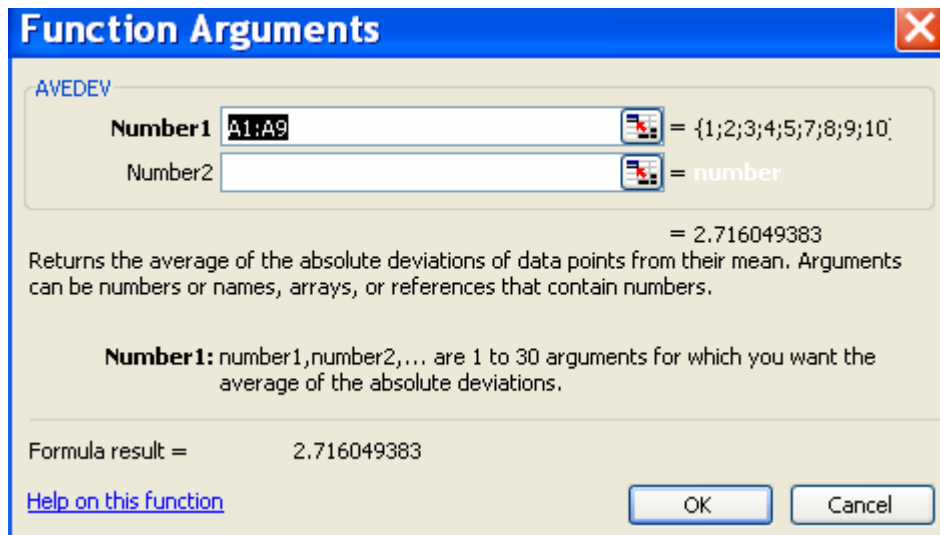 Function Arguments
AVEDEV
Number1 A1:A9 = {1;2;3;4;5;7;8;9;10
Number2 = number
= 2.716049383
Returns the average of the absolute deviations of data points from their mean. Arguments
can be numbers or names, arrays, or references that contain numbers.
Number1: number1,number2,... are 1 to 30 arguments for which you want the
average of the absolute deviations.
Formula result = 2.716049383
Help on this function OK Cancel